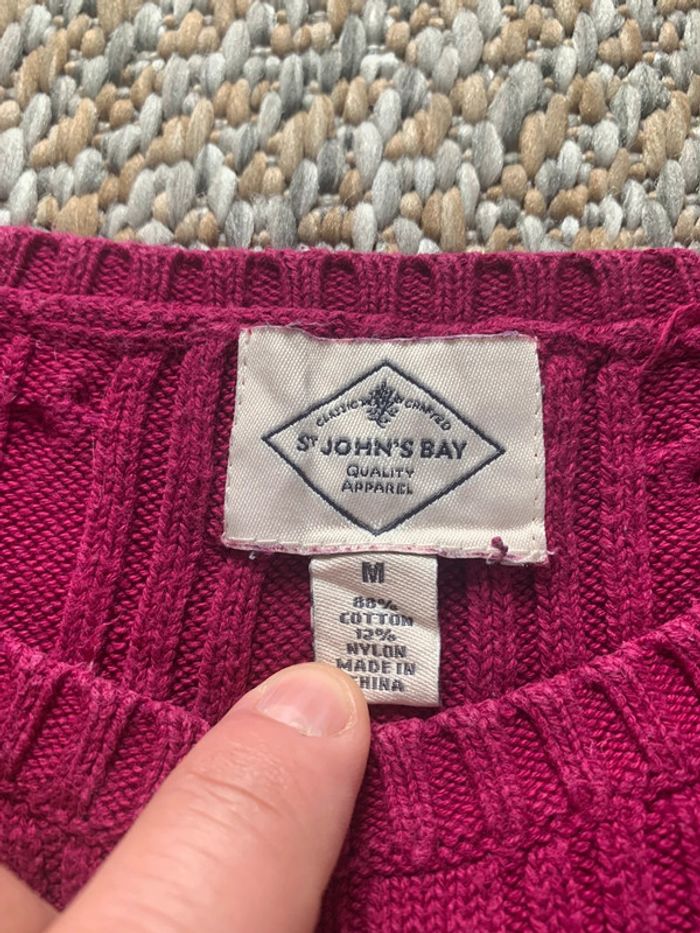 CLASSIC CRAFTED
ST JOHN'S BAY
QUALITY
APPAREL
M
88%
COTTON
12%
NYLON
MADE IN
CHINA